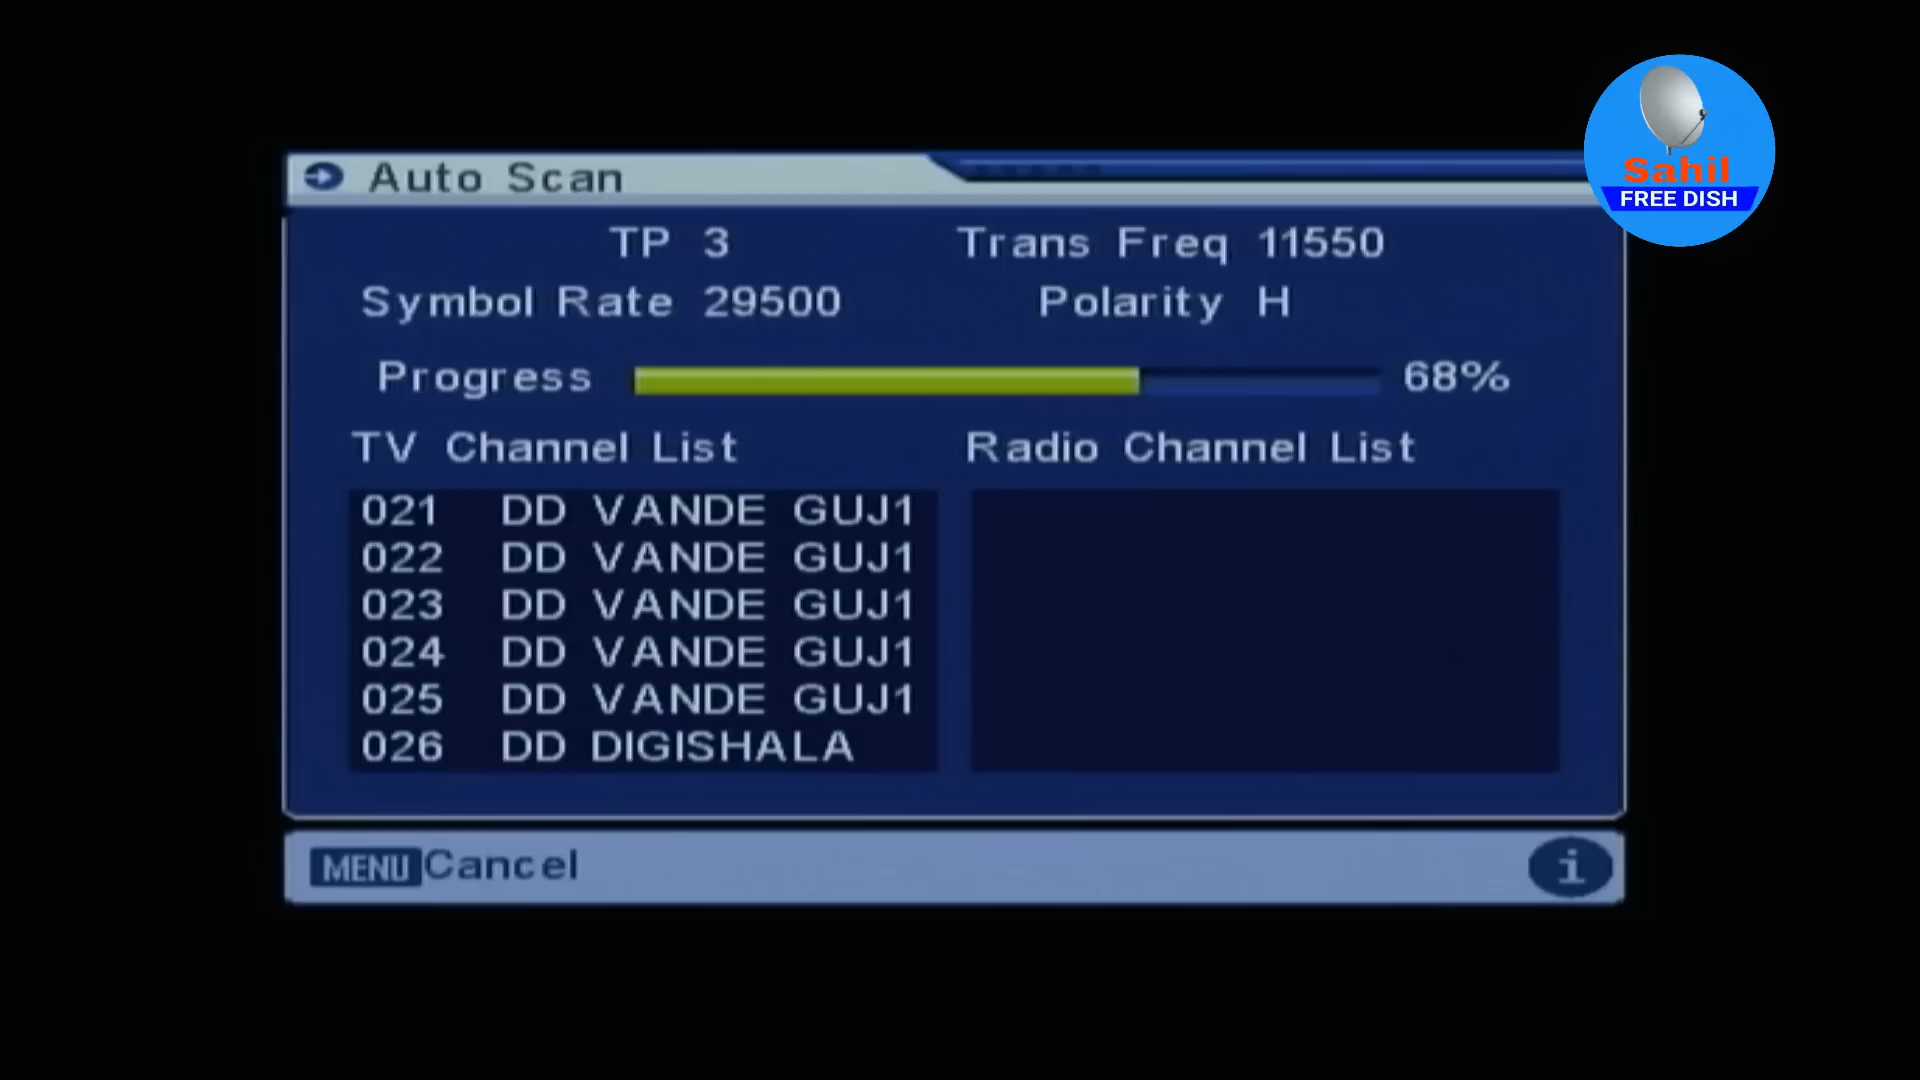 Sahil
FREE DISH
Auto Scan
TP 3 Trans Freq 11550
Symbol Rate 29500 Polarity H
Progress 68%
TV Channel List Radio Channel List
021 DD VANDE GUJ1
022 DD VANDE GUJ1
023 DD VANDE GUJ1
024 DD VANDE GUJ1
025 DD VANDE GUJ1
026 DD DIGISHALA
MENU Cancel i